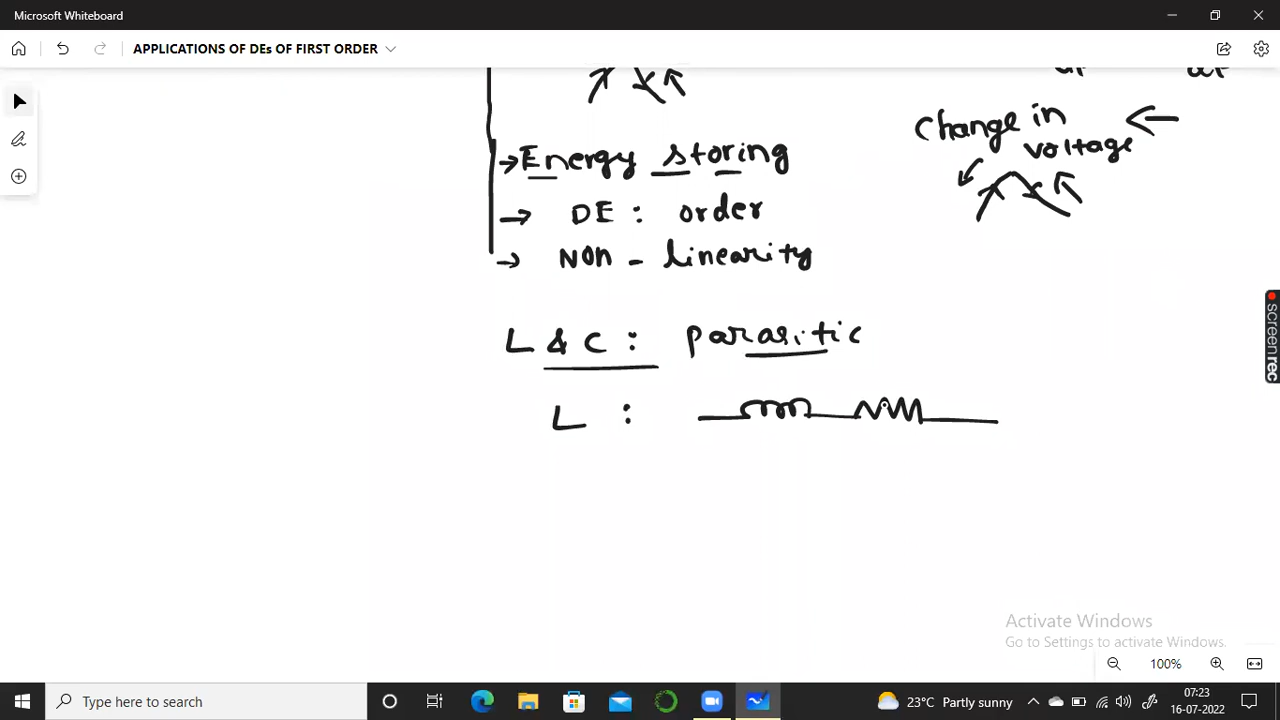 Microsoft Whiteboard
APPLICATIONS OF DEs OF FIRST ORDER
change in
voltage
→ Energy storing
→ DE : order
→ Non - linearity
L & C : parasitic
L :
screenrec
Activate Windows
Go to Settings to activate Windows.
100%
Type here to search
23°C Partly sunny
07:23
16-07-2022